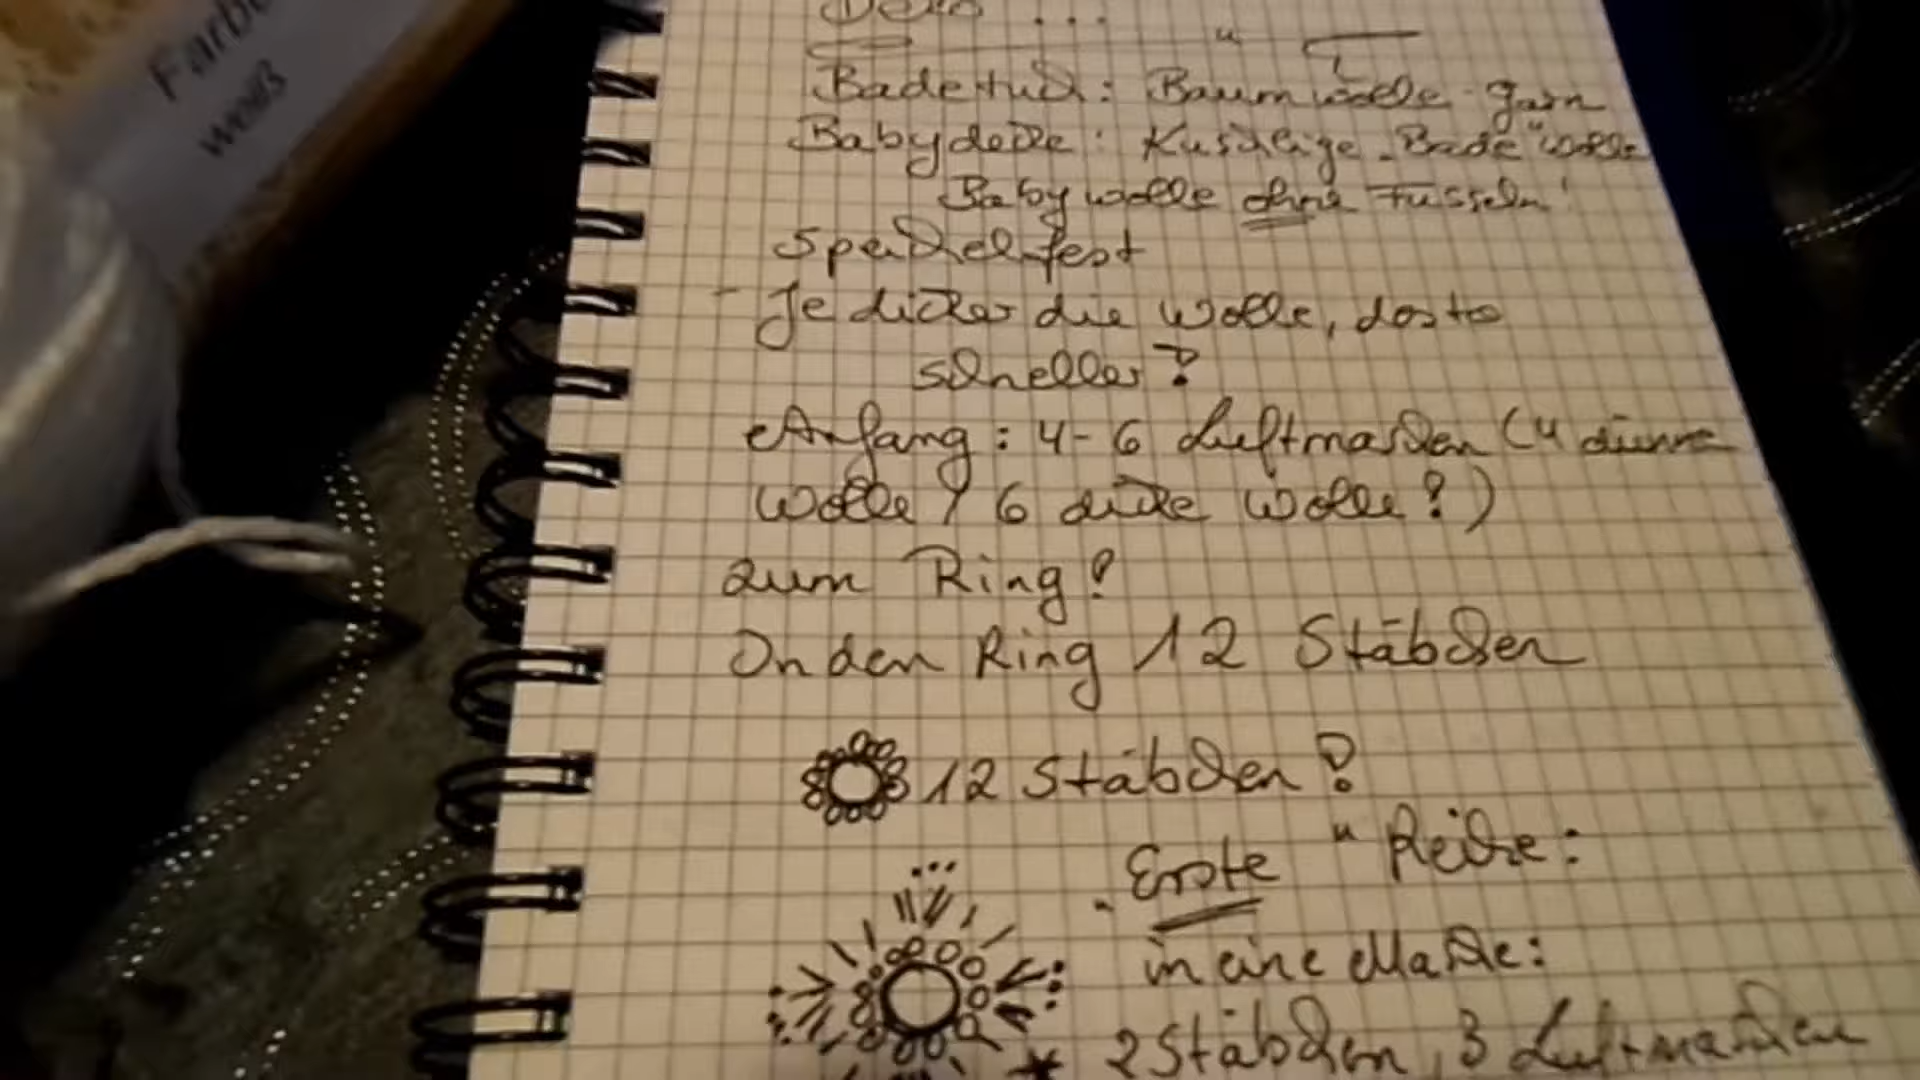 Farbe
weiß
Badetuch: Baumwolle-Garn
Babydecke: Kuschelige „Bade“wolle
Babywolle ohne Fusseln!
Speichelfest
- Je dicker die Wolle, desto
schneller?
Anfang: 4-6 Luftmaschen (4 dünne
Wolle / 6 dicke Wolle?)
zum Ring?
In den Ring 12 Stäbchen
12 Stäbchen?
„Erste“ Reihe:
in eine Masche:
2 Stäbchen, 3 Luftmaschen